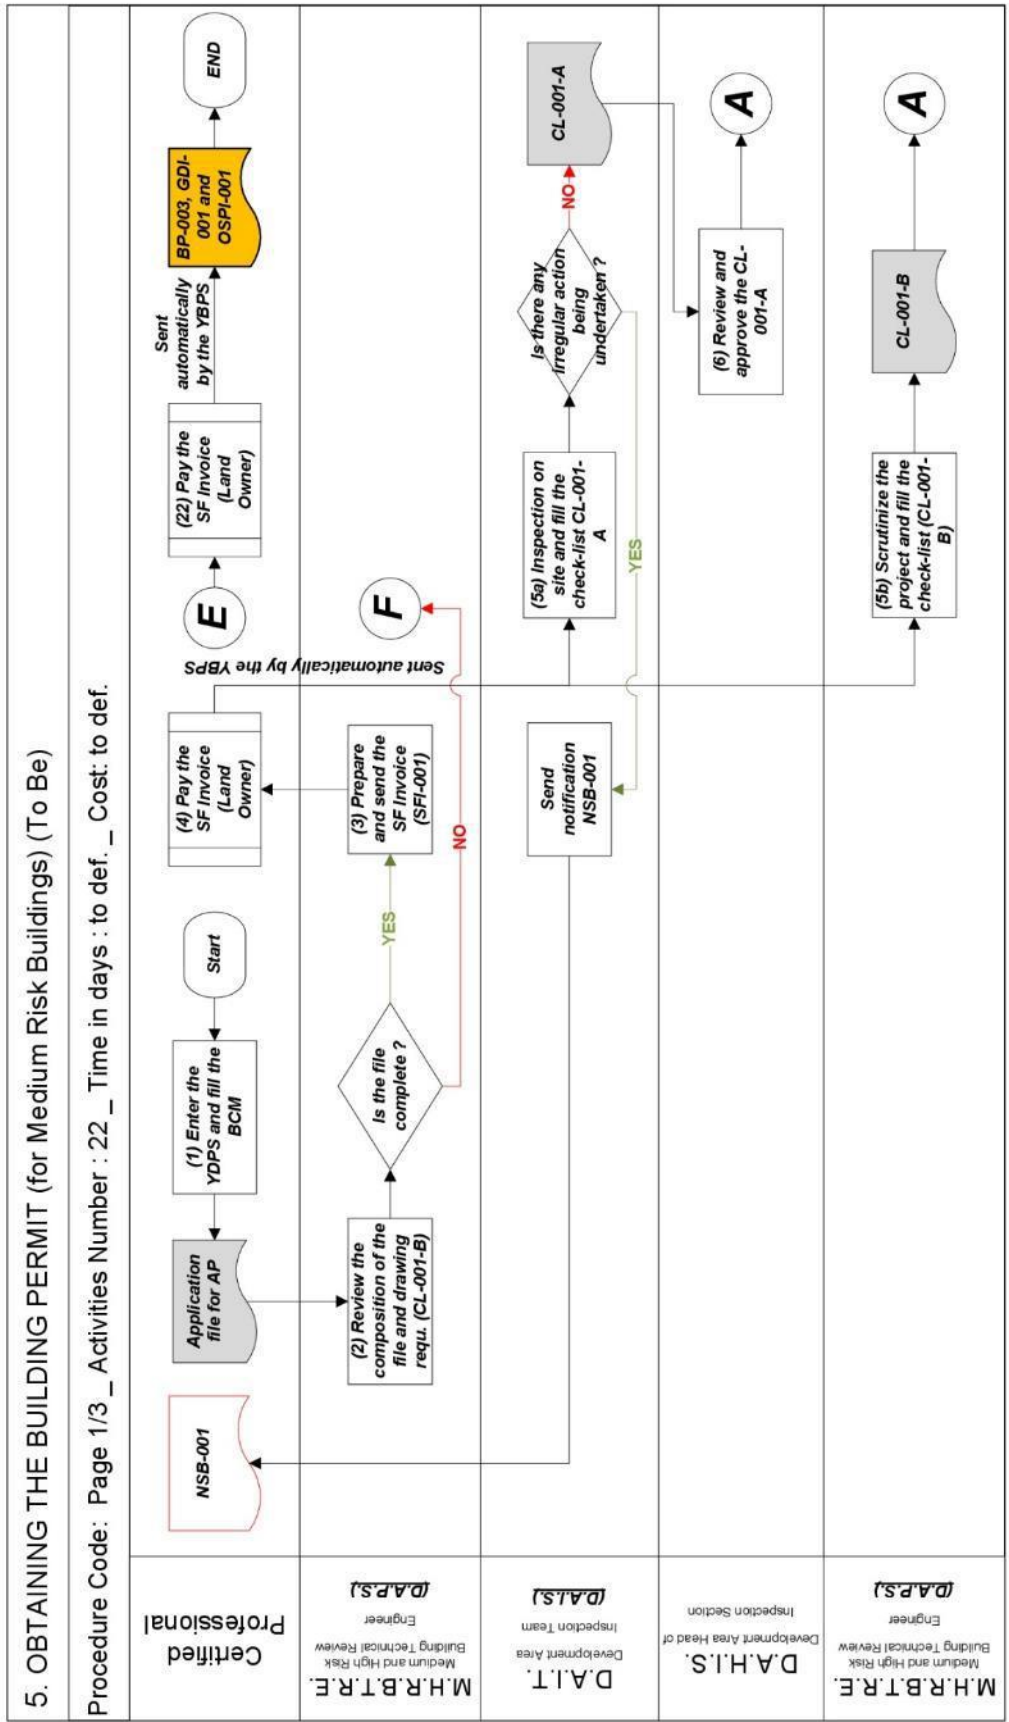 5. OBTAINING THE BUILDING PERMIT (for Medium Risk Buildings) (To Be)
Procedure Code: Page 1/3 _ Activities Number : 22 _ Time in days : to def. _ Cost: to def.
Certified
Professional
NSB-001
Application
file for AP
(1) Enter the
YDPS and fill the
BCM
Start
(4) Pay the
SF Invoice
(Land
Owner)
E
(22) Pay the
SF Invoice
(Land
Owner)
Sent
automatically
by the YBPS
BP-003, GDI-
001 and
OSPI-001
END
M.H.R.B.T.R.E.
Medium and High Risk
Building Technical Review
Engineer
(D.A.P.S.)
(2) Review the
composition of the
file and drawing
requ. (CL-001-B)
Is the file
complete ?
YES
NO
(3) Prepare
and send the
SF Invoice
(SFI-001)
Sent automatically by the YBPS
F
D.A.I.T.
Development Area
Inspection Team
(D.A.I.S.)
Send
notification
NSB-001
(5a) Inspection on
site and fill the
check-list CL-001-
A
YES
Is there any
irregular action
being
undertaken ?
NO
CL-001-A
D.A.H.I.S.
Development Area Head of
Inspection Section
(6) Review and
approve the CL-
001-A
A
M.H.R.B.T.R.E.
Medium and High Risk
Building Technical Review
Engineer
(D.A.P.S.)
(5b) Scrutinize the
project and fill the
check-list (CL-001-
B)
CL-001-B
A